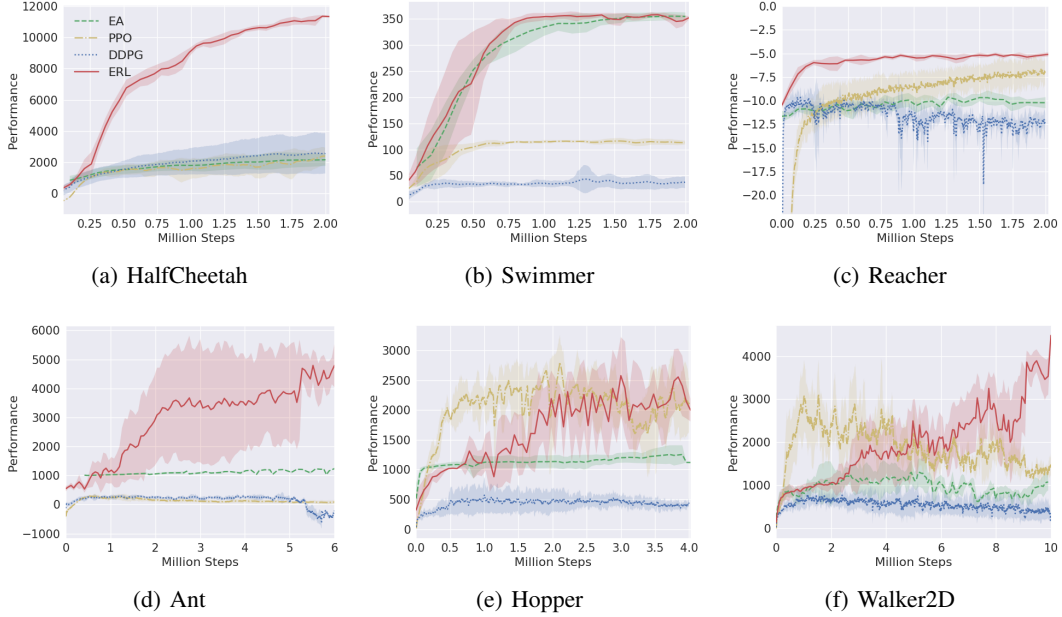 12000
10000
8000
6000
4000
2000
0
Performance
EA
PPO
DDPG
ERL
0.25 0.50 0.75 1.00 1.25 1.50 1.75 2.00
Million Steps
(a) HalfCheetah
350
300
250
200
150
100
50
0
Performance
0.25 0.50 0.75 1.00 1.25 1.50 1.75 2.00
Million Steps
(b) Swimmer
0.0
−2.5
−5.0
−7.5
−10.0
−12.5
−15.0
−17.5
−20.0
Performance
0.00 0.25 0.50 0.75 1.00 1.25 1.50 1.75 2.00
Million Steps
(c) Reacher
6000
5000
4000
3000
2000
1000
0
−1000
Performance
0 1 2 3 4 5 6
Million Steps
(d) Ant
3000
2500
2000
1500
1000
500
0
Performance
0.0 0.5 1.0 1.5 2.0 2.5 3.0 3.5 4.0
Million Steps
(e) Hopper
4000
3000
2000
1000
0
Performance
0 2 4 6 8 10
Million Steps
(f) Walker2D